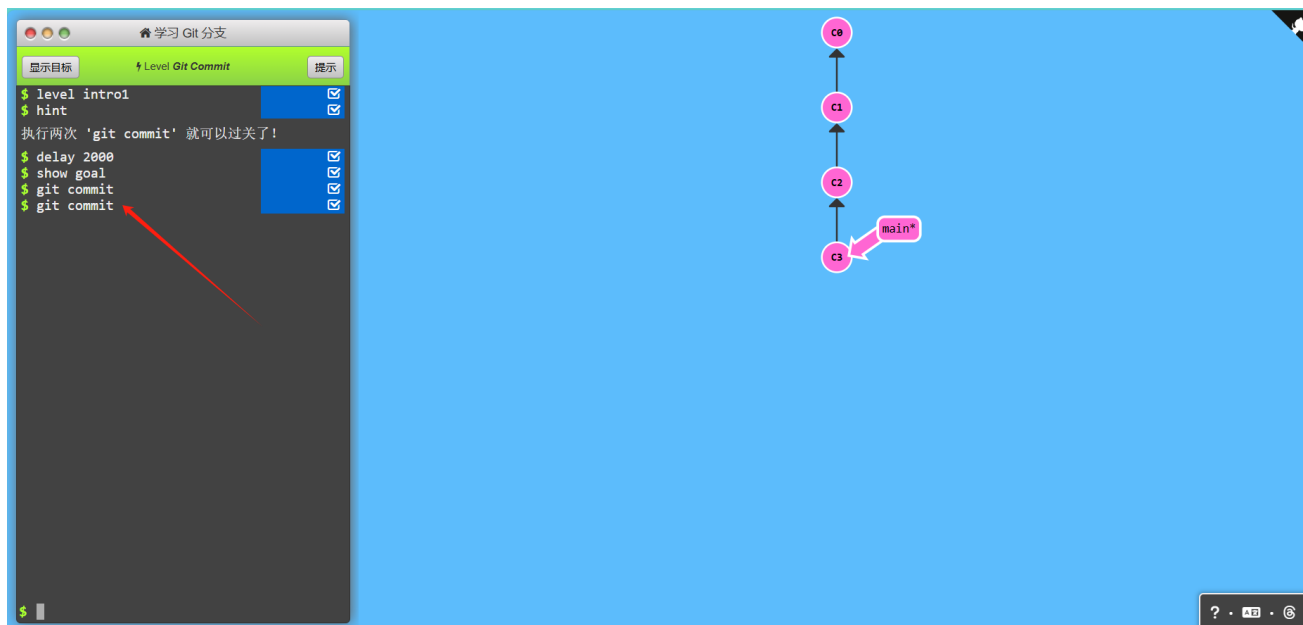 学习 Git 分支
显示目标
Level Git Commit
提示
$ level intro1
$ hint
执行两次 'git commit' 就可以过关了!
$ delay 2000
$ show goal
$ git commit
$ git commit
$
C0
C1
C2
main*
C3
?